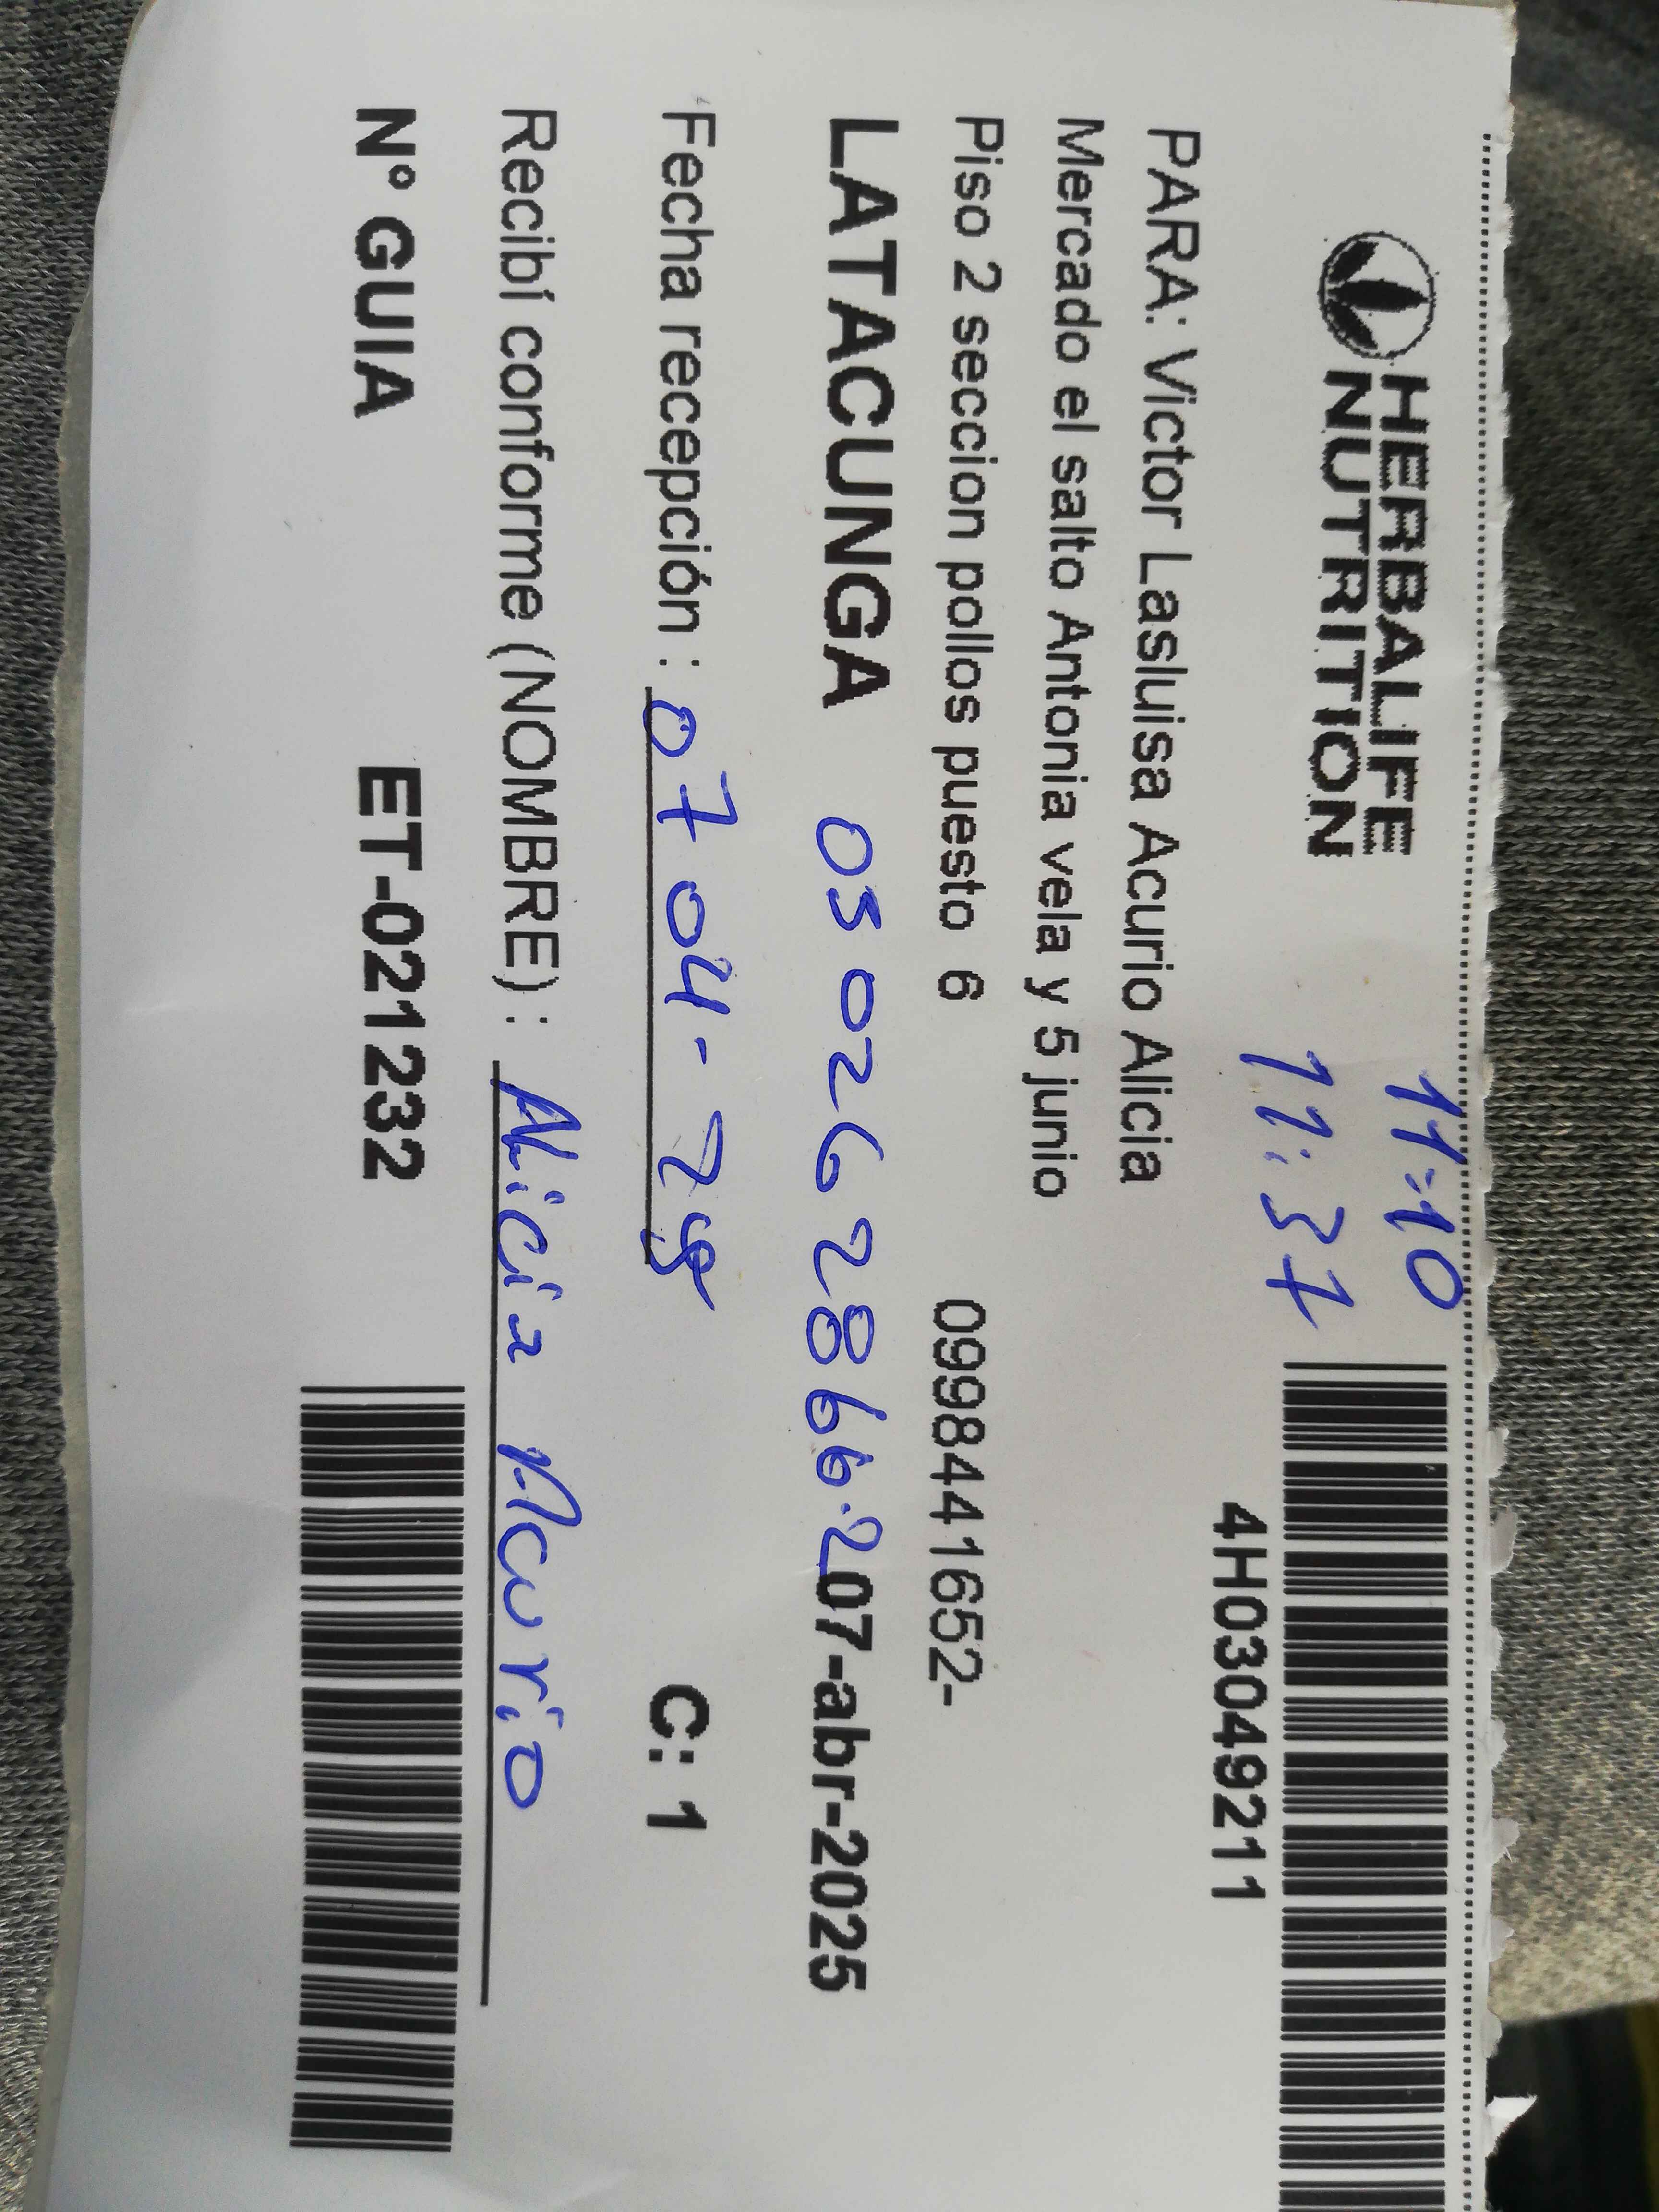 HERBALIFE
NUTRITION
11:10
11:37
4H03049211
PARA: Victor Lasluisa Acurio Alicia
Mercado el salto Antonia vela y 5 junio
Piso 2 seccion pollos puesto 6 0998441652-
LATACUNGA 050262866.2 07-abr-2025
Fecha recepción : 07 04 - 25 C: 1
Recibí conforme (NOMBRE) : Alicia Acurio
N° GUIA ET-021232